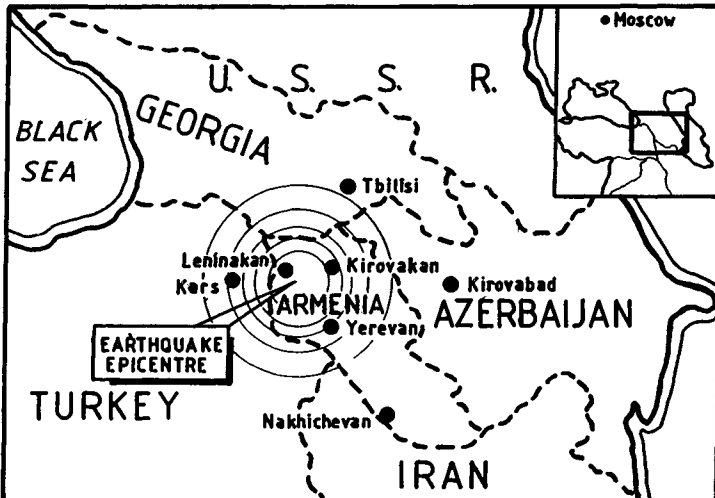 Moscow
U. S. S. R.
GEORGIA
BLACK
SEA
Tbilisi
Leninakan
Kirovakan
Kars
Kirovabad
ARMENIA
AZERBAIJAN
Yerevan
EARTHQUAKE
EPICENTRE
TURKEY
Nakhichevan
IRAN